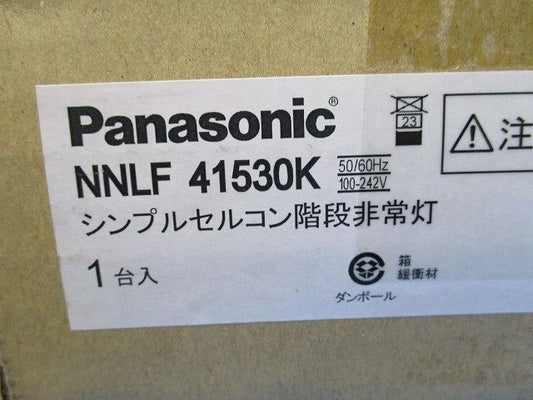 Panasonic®
NNLF 41530K 50/60Hz 100-242V
23
注
シンプルセルコン階段非常灯
1台入
箱
緩衝材
ダンボール